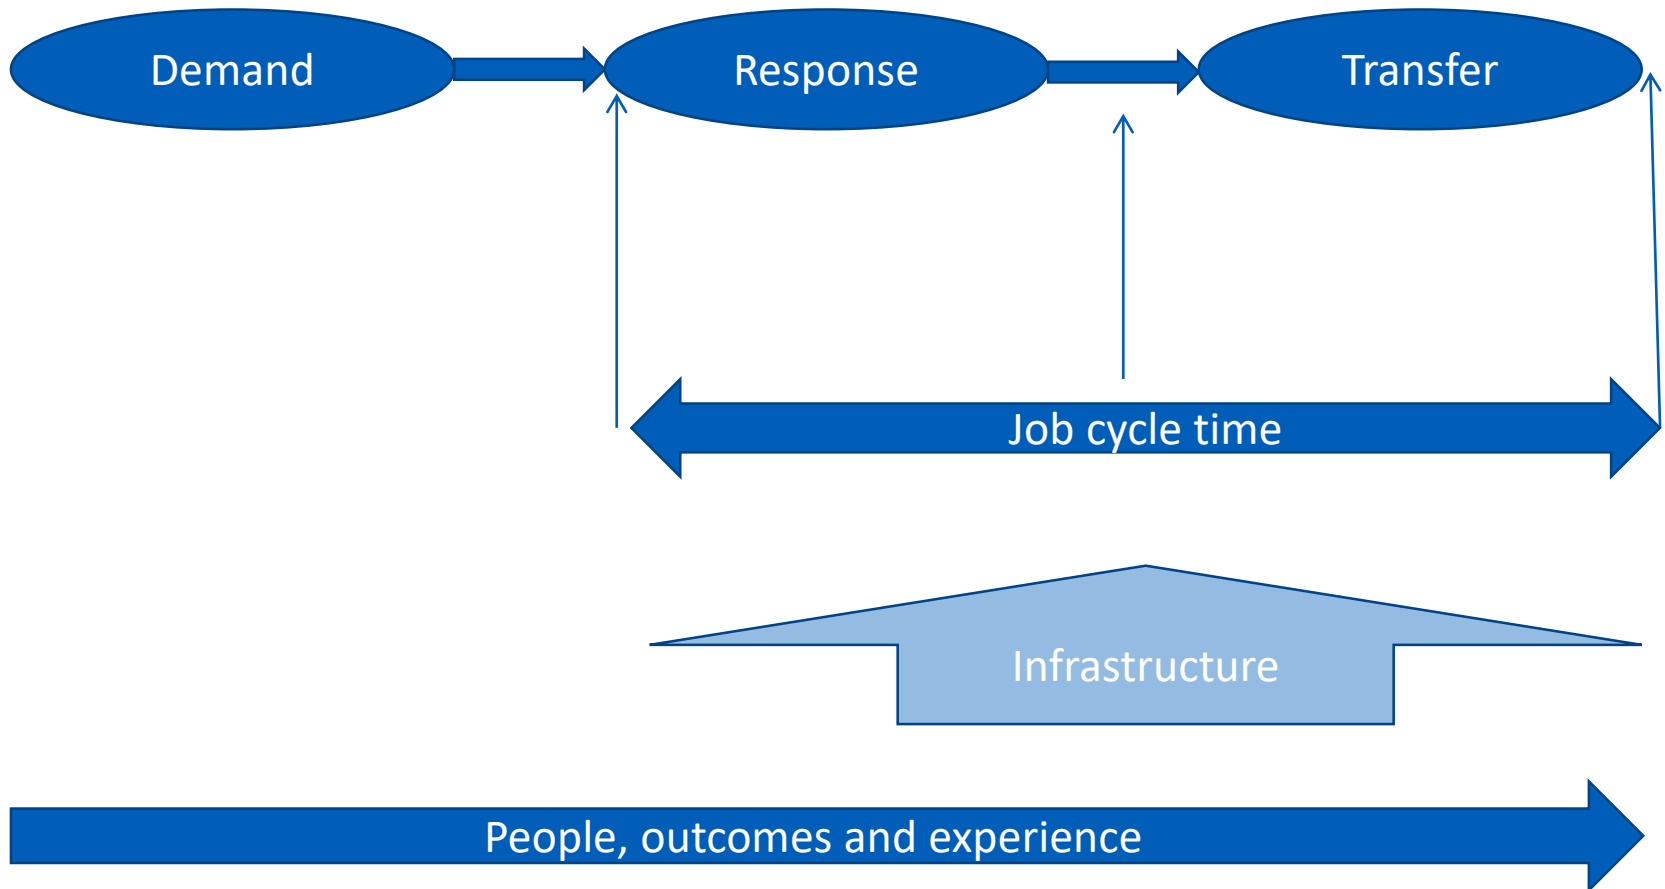 Demand
Response
Transfer
Job cycle time
Infrastructure
People, outcomes and experience